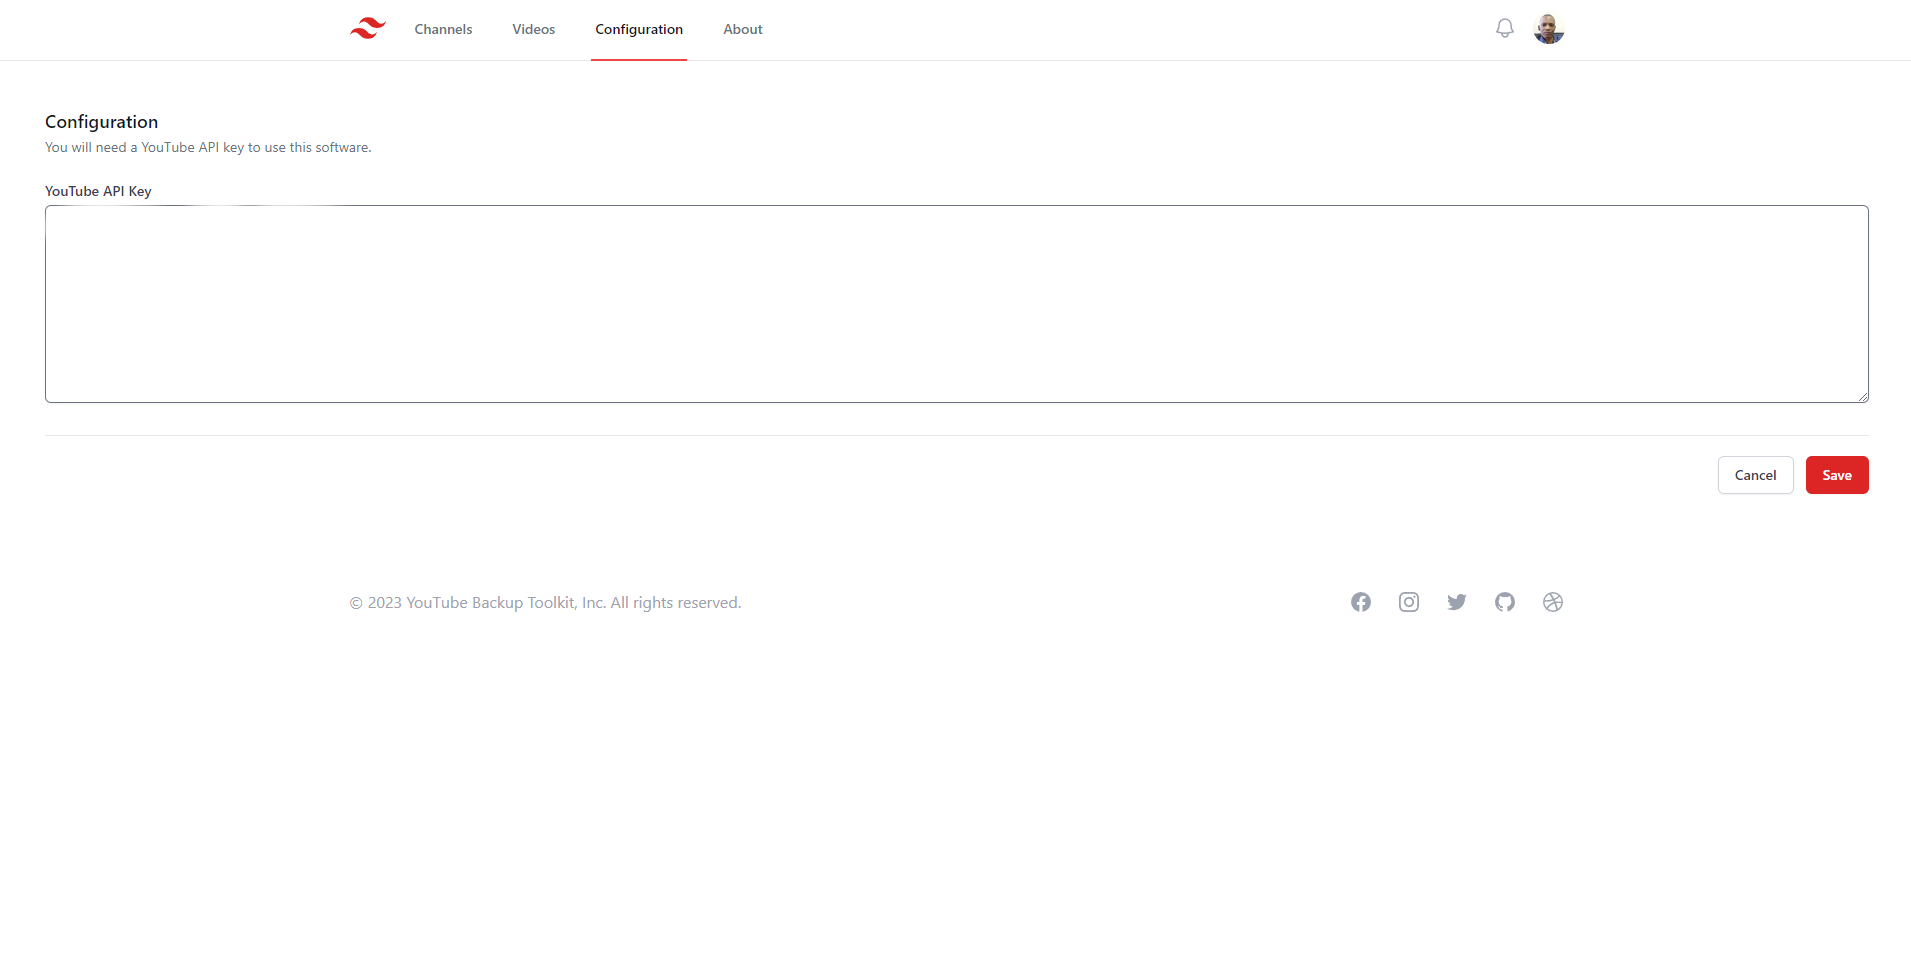 Channels Videos Configuration About
Configuration
You will need a YouTube API key to use this software.
YouTube API Key
Cancel Save
© 2023 YouTube Backup Toolkit, Inc. All rights reserved.